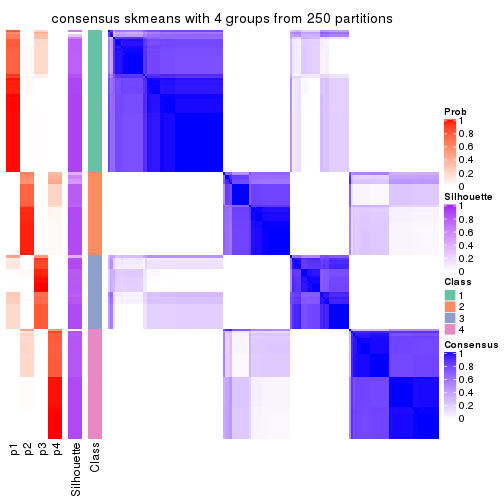 consensus skmeans with 4 groups from 250 partitions
Prob
1
0.8
0.6
0.4
0.2
0
Silhouette
1
0.8
0.6
0.4
0.2
0
Class
1
2
3
4
Consensus
1
0.8
0.6
0.4
0.2
0
p1
p2
p3
p4
Silhouette
Class